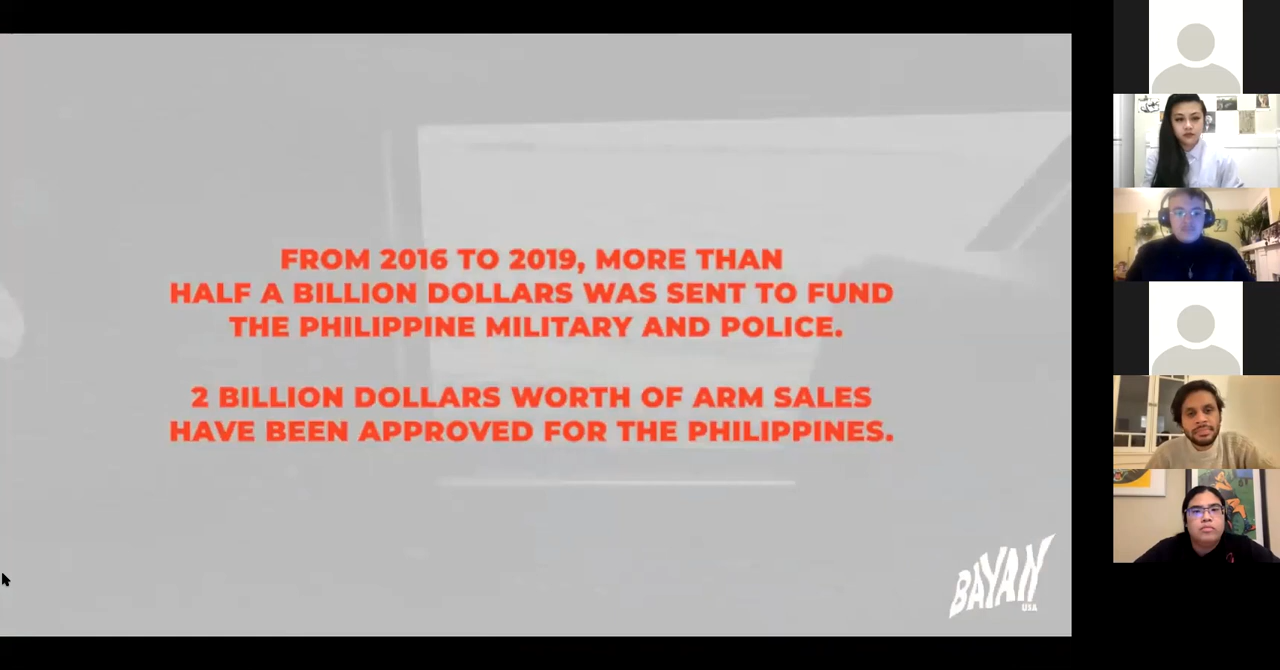 FROM 2016 TO 2019, MORE THAN
HALF A BILLION DOLLARS WAS SENT TO FUND
THE PHILIPPINE MILITARY AND POLICE.
2 BILLION DOLLARS WORTH OF ARM SALES
HAVE BEEN APPROVED FOR THE PHILIPPINES.
BAYAN
USA